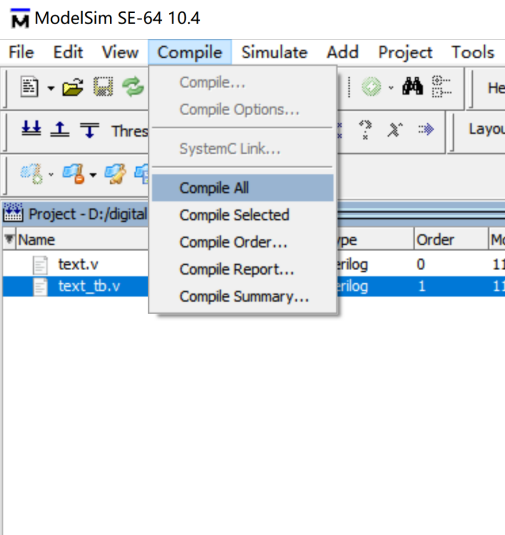 ModelSim SE-64 10.4
File Edit View Compile Simulate Add Project Tools
Compile...
Compile Options...
He
Thres
Layou
SystemC Link...
Compile All
Project - D:/digital
Compile Selected
Name
Compile Order...
ype Order Mo
text.v
Compile Report...
erilog 0 11
text_tb.v
Compile Summary...
erilog 1 11